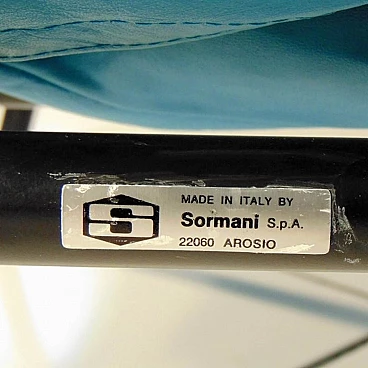 S
MADE IN ITALY BY
Sormani S.p.A.
22060 AROSIO